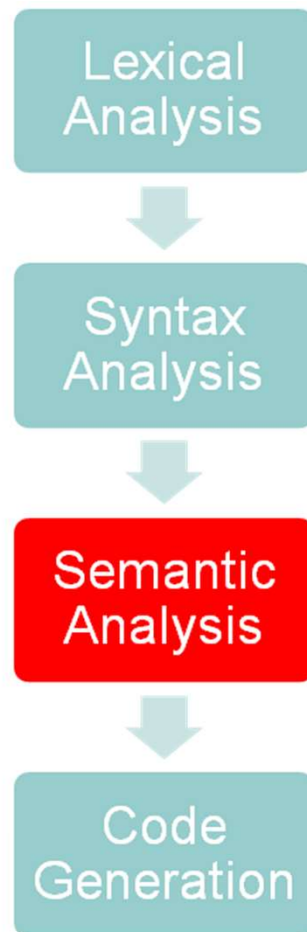 Lexical
Analysis
Syntax
Analysis
Semantic
Analysis
Code
Generation